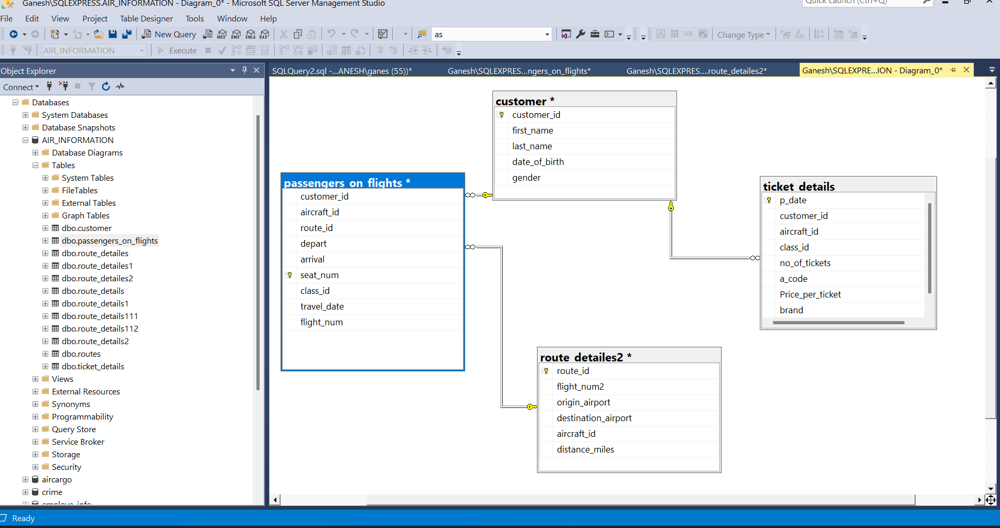 Ganesh\SQLEXPRESS.AIR_INFORMATION - Diagram_0* - Microsoft SQL Server Management Studio
Quick Launch (Ctrl+Q)
File Edit View Project Table Designer Tools Window Help
New Query MDX DMX XMLA DAX as SQL Change Type
AIR_INFORMATION Execute
Object Explorer
Connect
Databases
System Databases
Database Snapshots
AIR_INFORMATION
Database Diagrams
Tables
System Tables
FileTables
External Tables
Graph Tables
dbo.customer
dbo.passengers_on_flights
dbo.route_detailes
dbo.route_detailes1
dbo.route_detailes2
dbo.route_details
dbo.route_details1
dbo.route_details111
dbo.route_details112
dbo.route_details2
dbo.routes
dbo.ticket_details
Views
External Resources
Synonyms
Programmability
Query Store
Service Broker
Storage
Security
aircargo
crime
employe_info
SQLQuery2.sql -...ANESH\ganes (55))*
Ganesh\SQLEXPRES...ngers_on_flights*
Ganesh\SQLEXPRES....route_detailes2*
Ganesh\SQLEXPRE...ION - Diagram_0*
customer *
customer_id
first_name
last_name
date_of_birth
gender
passengers_on_flights *
customer_id
aircraft_id
route_id
depart
arrival
seat_num
class_id
travel_date
flight_num
ticket_details
p_date
customer_id
aircraft_id
class_id
no_of_tickets
a_code
Price_per_ticket
brand
route_detailes2 *
route_id
flight_num2
origin_airport
destination_airport
aircraft_id
distance_miles
Ready